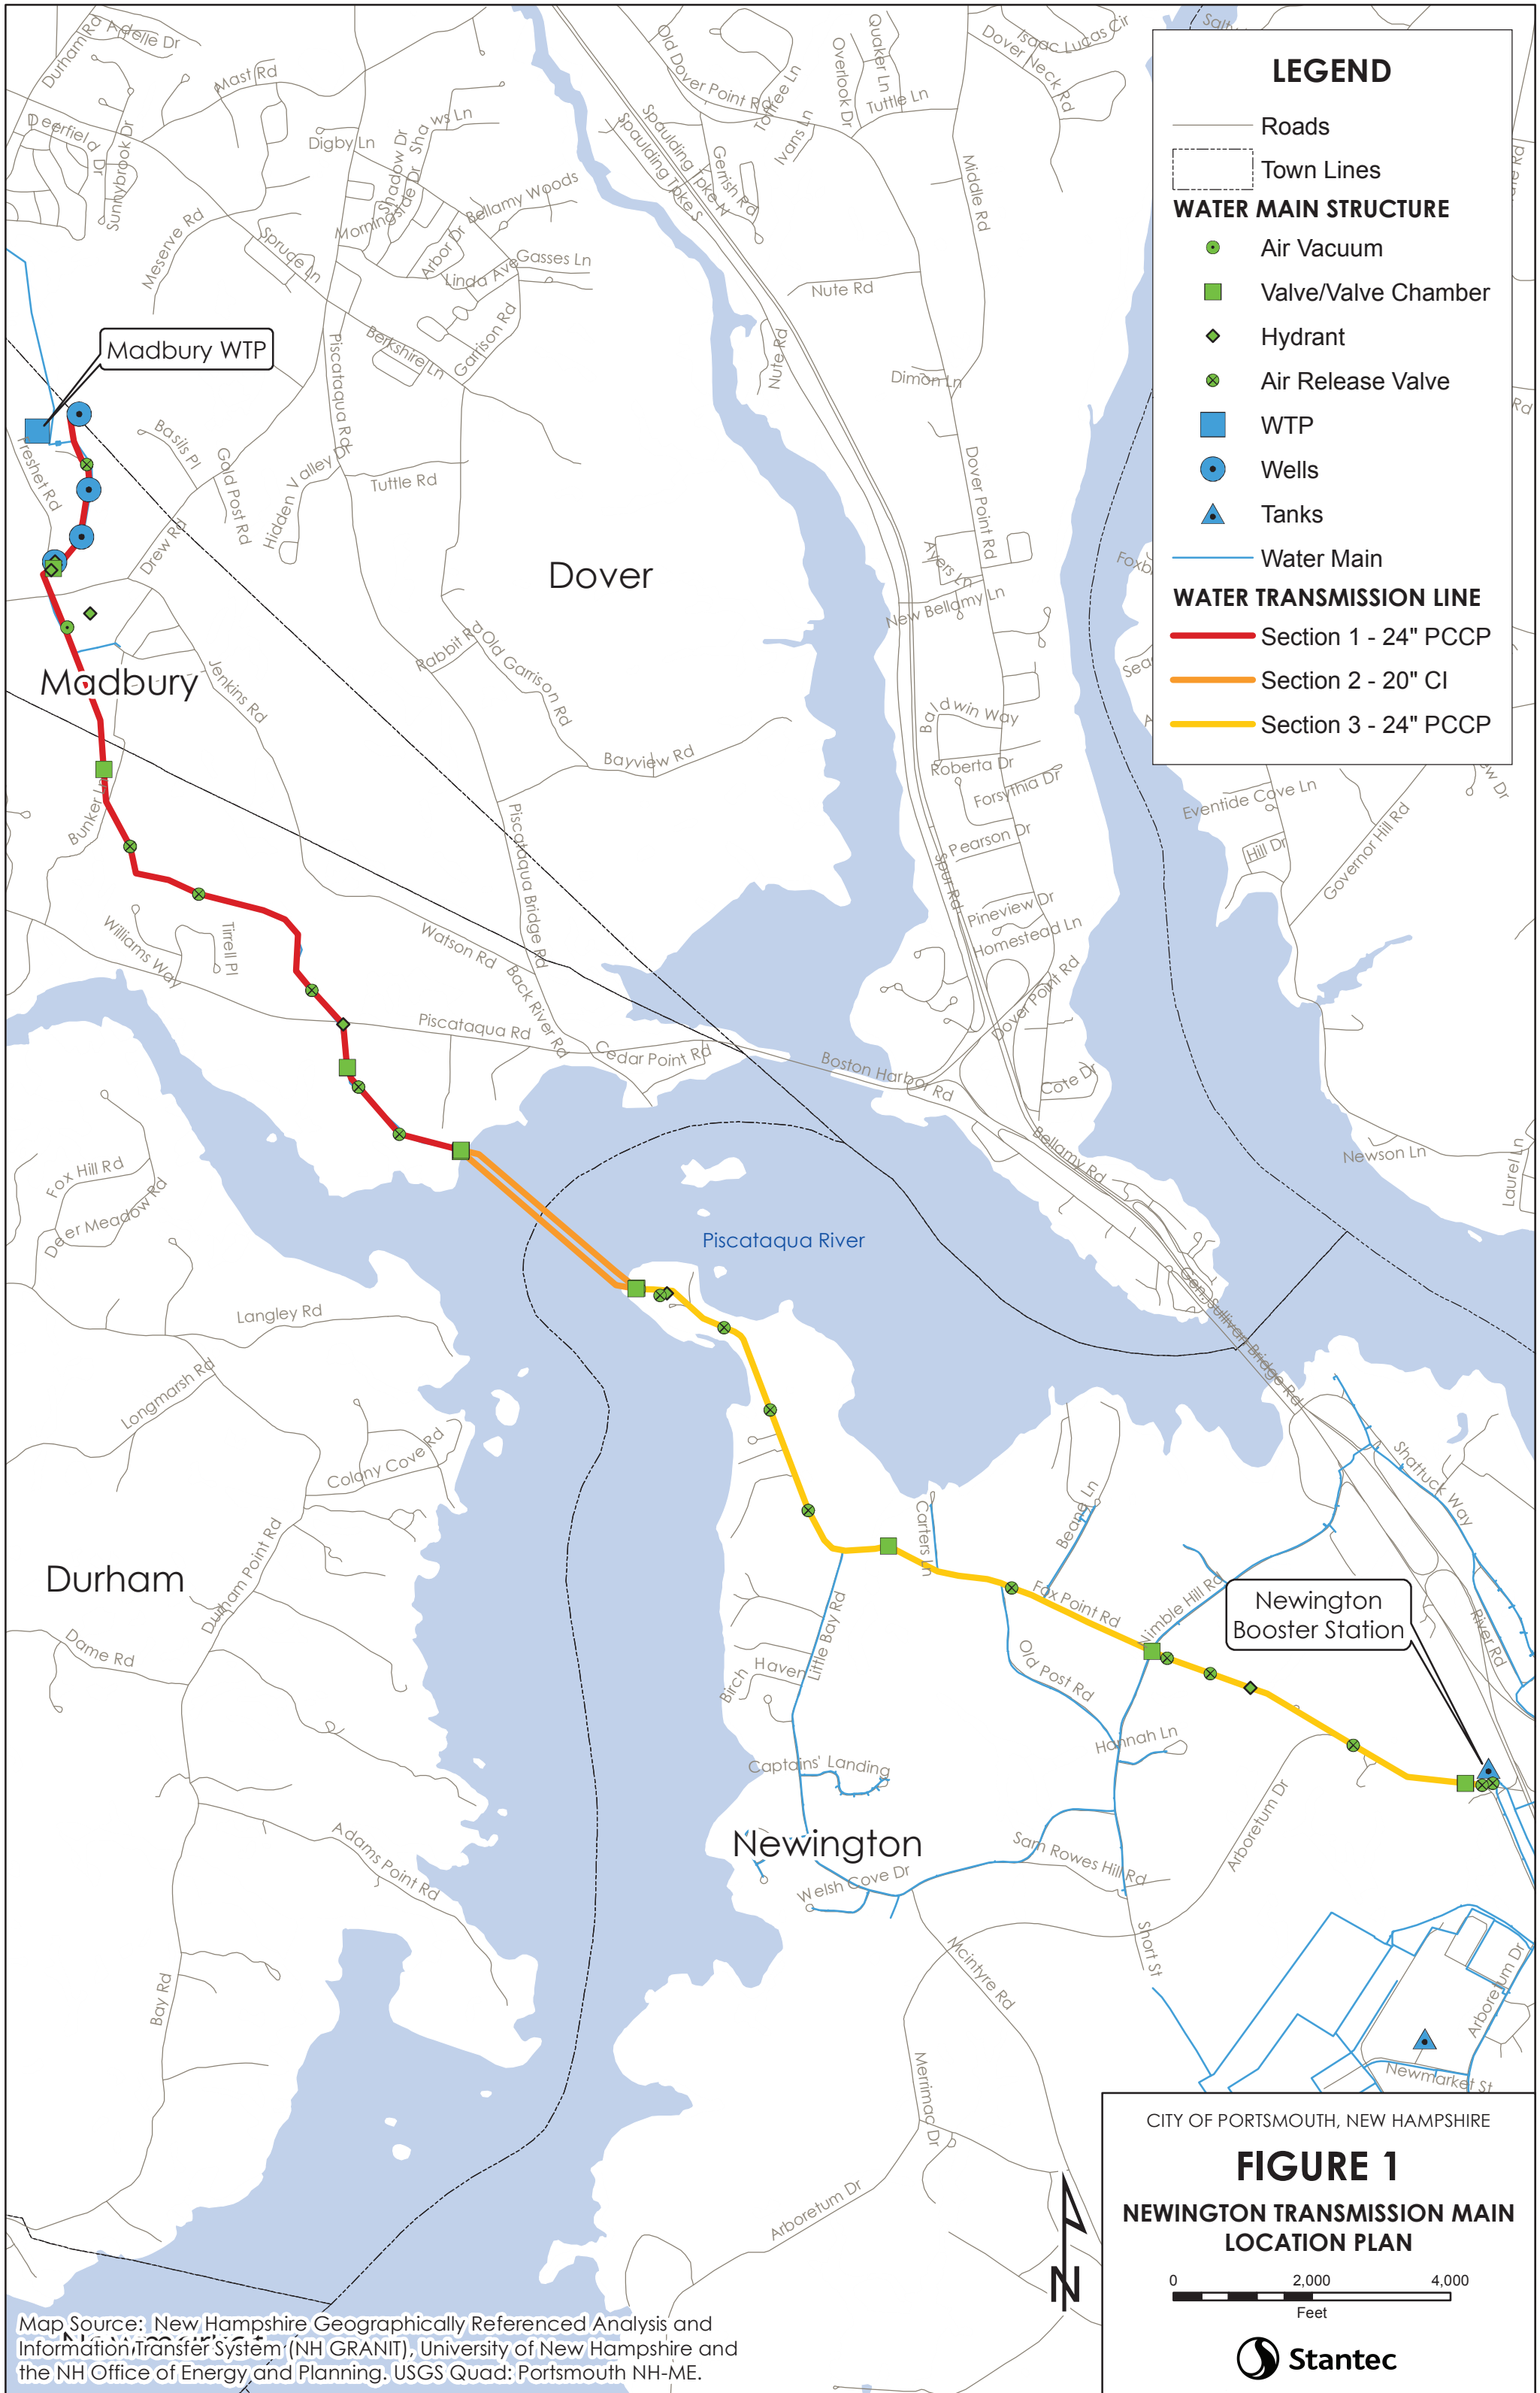 Durham Rd
Adelle Dr
Mast Rd
Deerfield Dr
Sunnybrook Dr
Digby Ln
Shadow Dr
Shaws Ln
Morningside Dr
Arbor Dr
Bellamy Woods
Linda Ave
Gasses Ln
Meserve Rd
Spruce Ln
Berkshire Ln
Garrison Rd
Piscataqua Rd
Old Dover Point Rd
Toftree Ln
Ivans Ln
Spaulding Tpke N
Spaulding Tpke S
Gerrish Rd
Overlook Dr
Quaker Ln
Tuttle Ln
Dover Neck Rd
Isaac Lucas Cir
Middle Rd
Nute Rd
Nute Rd
Dimon Ln
Dover Point Rd
LEGEND
Roads
Town Lines
WATER MAIN STRUCTURE
Air Vacuum
Valve/Valve Chamber
Hydrant
Air Release Valve
WTP
Wells
Tanks
Water Main
WATER TRANSMISSION LINE
Section 1 - 24" PCCP
Section 2 - 20" CI
Section 3 - 24" PCCP
Madbury WTP
Freshet Rd
Basils Pl
Gold Post Rd
Hidden Valley Dr
Tuttle Rd
Drew Rd
Dover
Ayers Ln
New Bellamy Ln
Madbury
Jenkins Rd
Rabbit Rd
Old Garrison Rd
Bayview Rd
Baldwin Way
Roberta Dr
Forsythia Dr
Pearson Dr
Spur Rd
Pineview Dr
Homestead Ln
Eventide Cove Ln
Hill Dr
Governor Hill Rd
Bunker Ln
Piscataqua Bridge Rd
Williams Way
Tirrell Pl
Watson Rd
Back River Rd
Piscataqua Rd
Cedar Point Rd
Boston Harbor Rd
Dover Point Rd
Cote Dr
Bellamy Rd
Newson Ln
Laurel Ln
Fox Hill Rd
Deer Meadow Rd
Piscataqua River
Gen. Sullivan Bridge Rd
Langley Rd
Longmarsh Rd
Colony Cove Rd
Durham
Durham Point Rd
Dame Rd
Shattuck Way
Carters Ln
Beane Ln
Fox Point Rd
Nimble Hill Rd
Newington
Booster Station
River Rd
Little Bay Rd
Birch Haven
Old Post Rd
Hannah Ln
Captains' Landing
Newington
Arboretum Dr
Sam Rowes Hill Rd
Welsh Cove Dr
Adams Point Rd
McIntyre Rd
Short St
Bay Rd
Arboretum Dr
Newmarket St
Merrimac Dr
Arboretum Dr
N
CITY OF PORTSMOUTH, NEW HAMPSHIRE
FIGURE 1
NEWINGTON TRANSMISSION MAIN
LOCATION PLAN
0 2,000 4,000
Feet
Stantec
Map Source: New Hampshire Geographically Referenced Analysis and
Information Transfer System (NH GRANIT), University of New Hampshire and
the NH Office of Energy and Planning. USGS Quad: Portsmouth NH-ME.